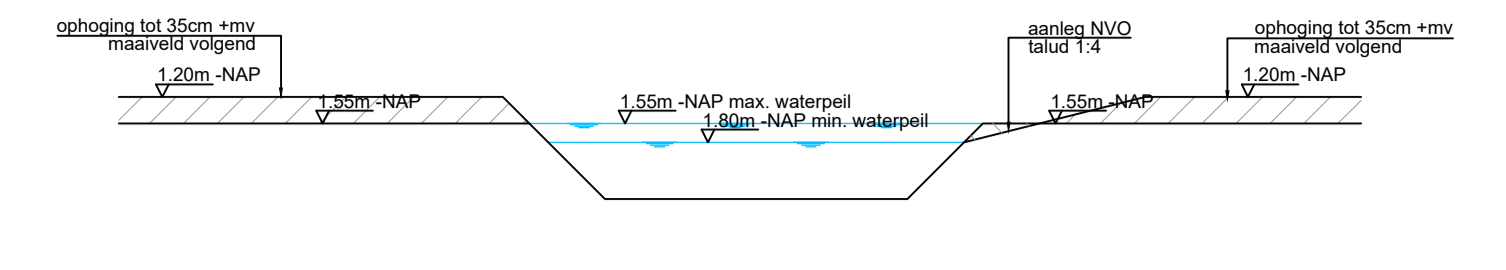 ophoging tot 35cm +mv
maaiveld volgend
1.20m -NAP
1.55m -NAP
1.55m -NAP max. waterpeil
1.80m -NAP min. waterpeil
aanleg NVO
talud 1:4
1.55m -NAP
ophoging tot 35cm +mv
maaiveld volgend
1.20m -NAP